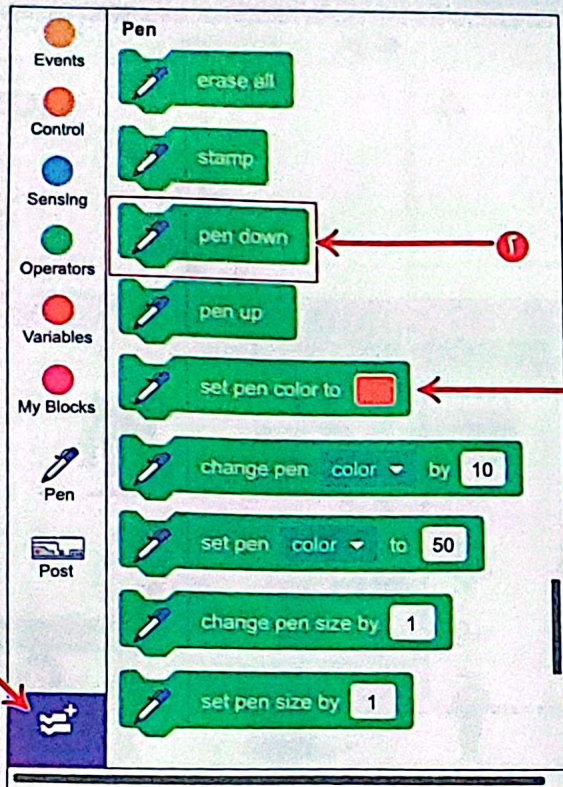 Pen
Events
Control
Sensing
Operators
Variables
My Blocks
Pen
Post
erase all
stamp
pen down
٢
pen up
set pen color to
change pen color by 10
set pen color to 50
change pen size by 1
set pen size by 1